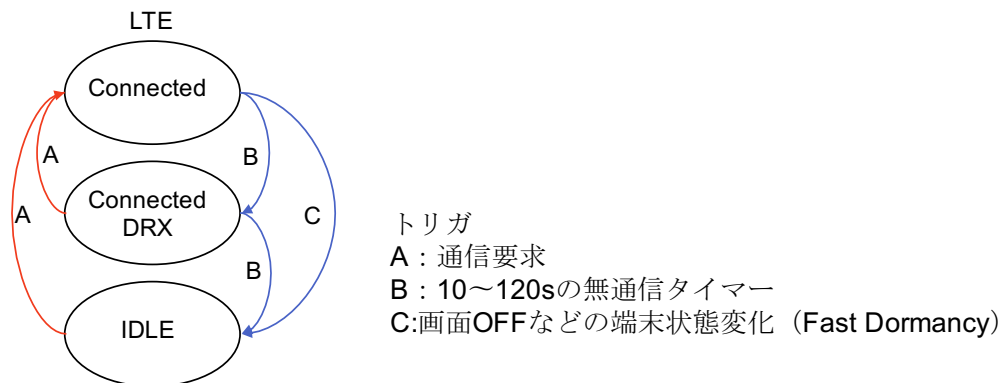 LTE
Connected
A
B
Connected
DRX
A
C
B
IDLE
トリガ
A：通信要求
B：10～120sの無通信タイマー
C:画面OFFなどの端末状態変化（Fast Dormancy）